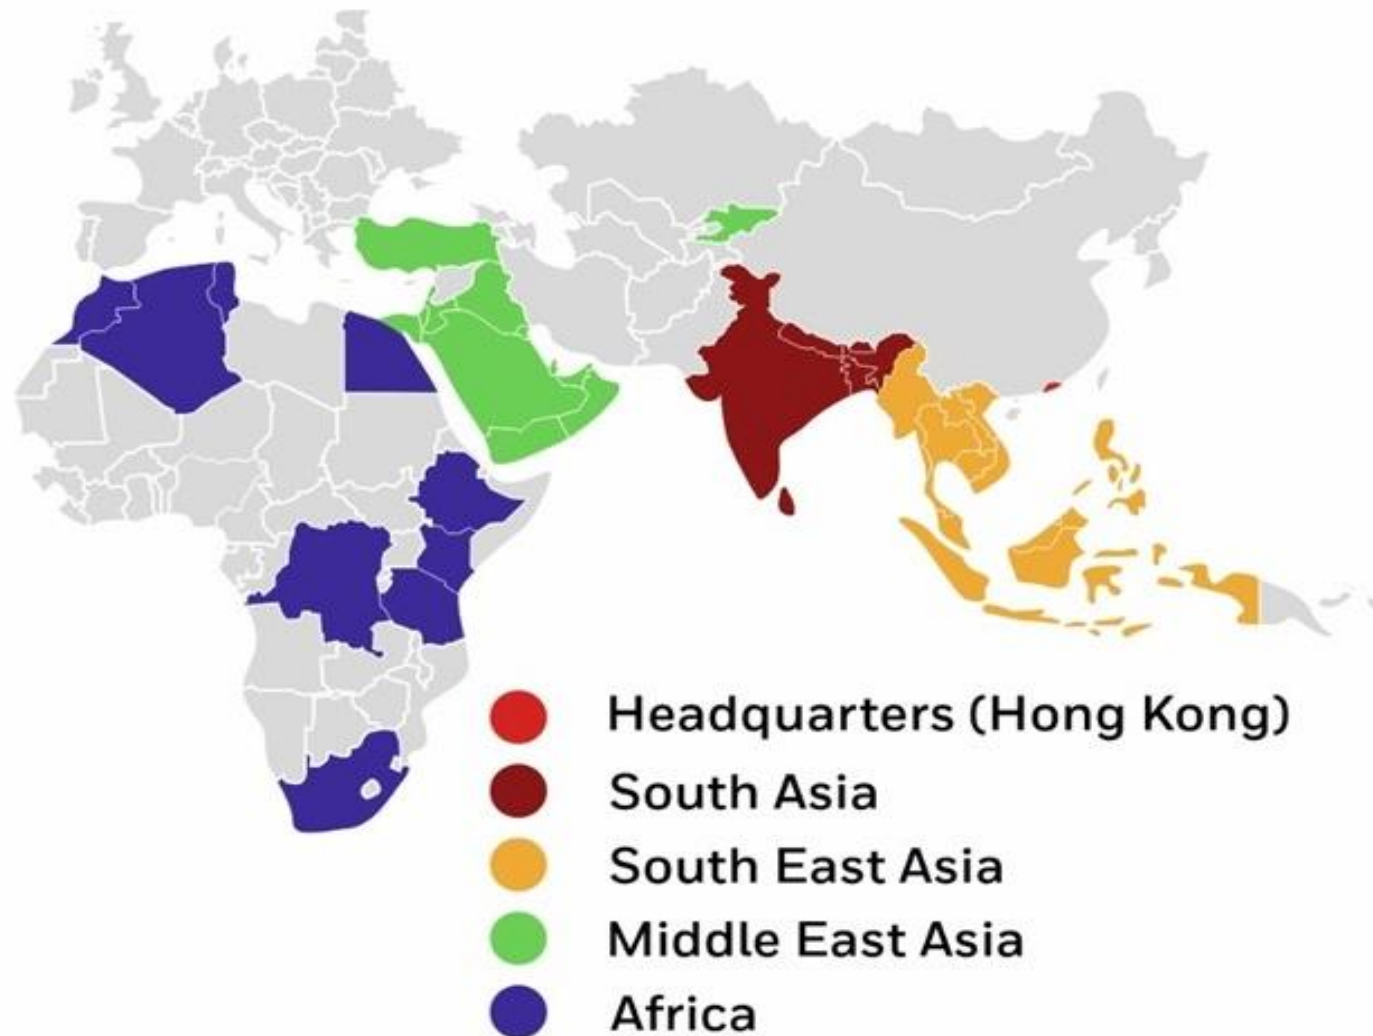 Headquarters (Hong Kong)
South Asia
South East Asia
Middle East Asia
Africa